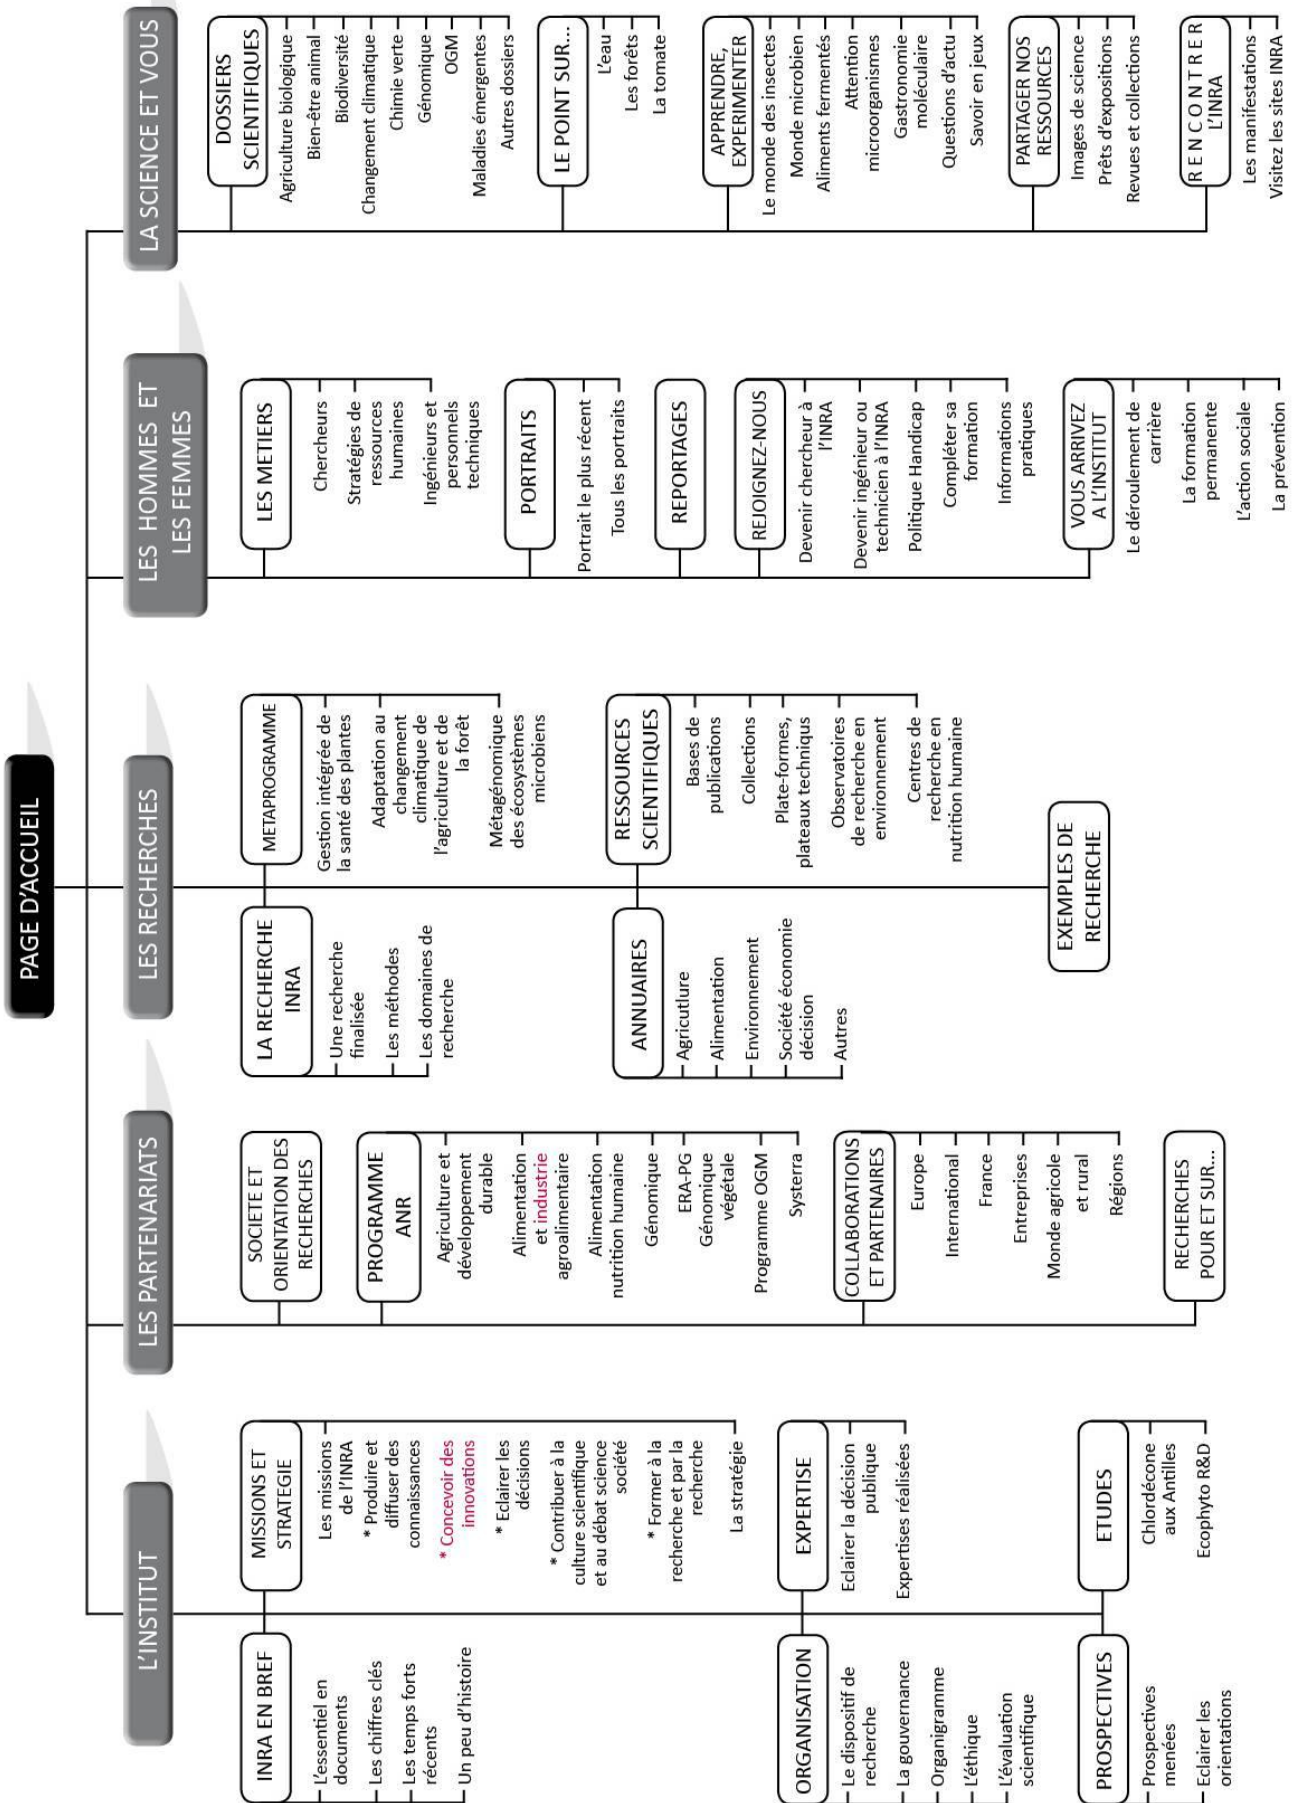 PAGE D'ACCUEIL
L'INSTITUT
INRA EN BREF
L'essentiel en
documents
Les chiffres clés
Les temps forts
récents
Un peu d'histoire
MISSIONS ET
STRATEGIE
Les missions
de l'INRA
* Produire et
diffuser des
connaissances
* Concevoir des
innovations
* Eclairer les
décisions
* Contribuer à la
culture scientifique
et au débat science
société
* Former à la
recherche et par la
recherche
La stratégie
ORGANISATION
Le dispositif de
recherche
La gouvernance
Organigramme
L'éthique
L'évaluation
scientifique
EXPERTISE
Eclairer la décision
publique
Expertises réalisées
PROSPECTIVES
Prospectives
menées
Eclairer les
orientations
ETUDES
Chlordécone
aux Antilles
Ecophyto R&D
LES PARTENARIATS
SOCIETE ET
ORIENTATION DES
RECHERCHES
PROGRAMME
ANR
Agriculture et
développement
durable
Alimentation
et industrie
agroalimentaire
Alimentation
nutrition humaine
Génomique
ERA-PG
Génomique
végétale
Programme OGM
Systerra
COLLABORATIONS
ET PARTENAIRES
Europe
International
France
Entreprises
Monde agricole
et rural
Régions
RECHERCHES
POUR ET SUR...
LES RECHERCHES
LA RECHERCHE
INRA
Une recherche
finalisée
Les méthodes
Les domaines de
recherche
METAPROGRAMME
Gestion intégrée de
la santé des plantes
Adaptation au
changement
climatique de
l'agriculture et de
la forêt
Métagénomique
des écosystèmes
microbiens
ANNUAIRES
Agricutlure
Alimentation
Environnement
Société économie
décision
Autres
RESSOURCES
SCIENTIFIQUES
Bases de
publications
Collections
Plate-formes,
plateaux techniqus
Observatoires
de recherche en
environnement
Centres de
recherche en
nutrition humaine
EXEMPLES DE
RECHERCHE
LES HOMMES ET
LES FEMMES
LES METIERS
Chercheurs
Stratégies de
ressources
humaines
Ingénieurs et
personnels
techniques
PORTRAITS
Portrait le plus récent
Tous les portraits
REPORTAGES
REJOIGNEZ-NOUS
Devenir chercheur à
l'INRA
Devenir ingénieur ou
technicien à l'INRA
Politique Handicap
Compléter sa
formation
Informations
pratiques
VOUS ARRIVEZ
A L'INSTITUT
Le déroulement de
carrière
La formation
permanente
L'action sociale
La prévention
LA SCIENCE ET VOUS
DOSSIERS
SCIENTIFIQUES
Agriculture biologique
Bien-être animal
Biodiversité
Changement climatique
Chimie verte
Génomique
OGM
Maladies émergentes
Autres dossiers
LE POINT SUR...
L'eau
Les forêts
La tomate
APPRENDRE,
EXPERIMENTER
Le monde des insectes
Monde microbien
Aliments fermentés
Attention
microorganismes
Gastronomie
moléculaire
Questions d'actu
Savoir en jeux
PARTAGER NOS
RESSOURCES
Images de science
Prêts d'expositions
Revues et collections
RENCONTRER
L'INRA
Les manifestations
Visitez les sites INRA